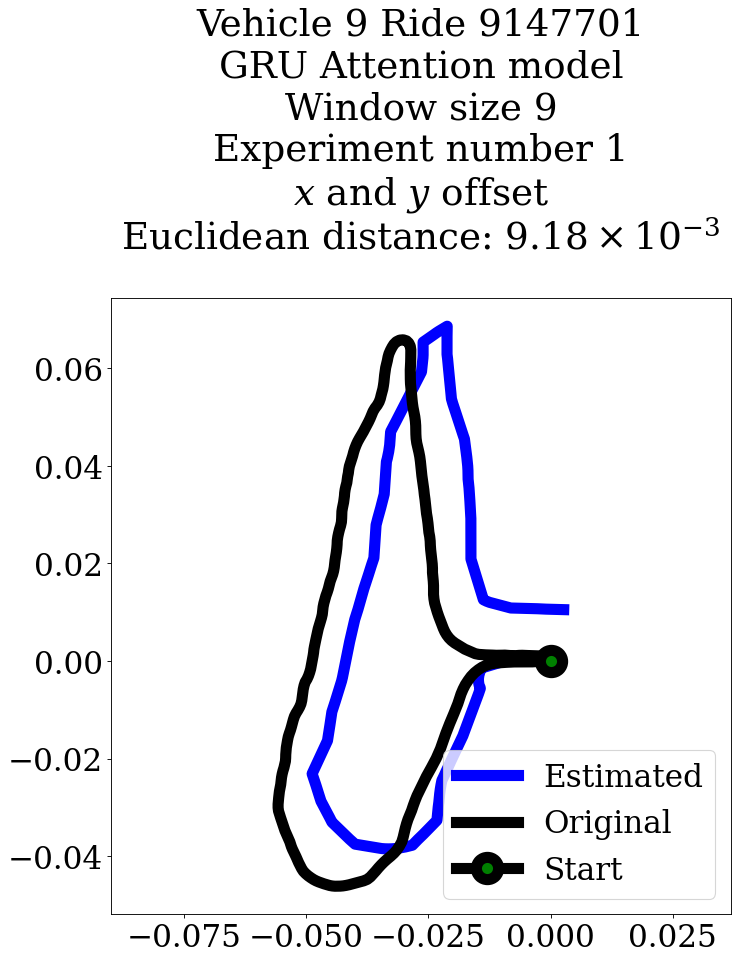 Vehicle 9 Ride 9147701
GRU Attention model
Window size 9
Experiment number 1
x and y offset
Euclidean distance: 9.18 × 10⁻³
0.06
0.04
0.02
0.00
−0.02
−0.04
Estimated
Original
Start
−0.075 −0.050 −0.025 0.000 0.025